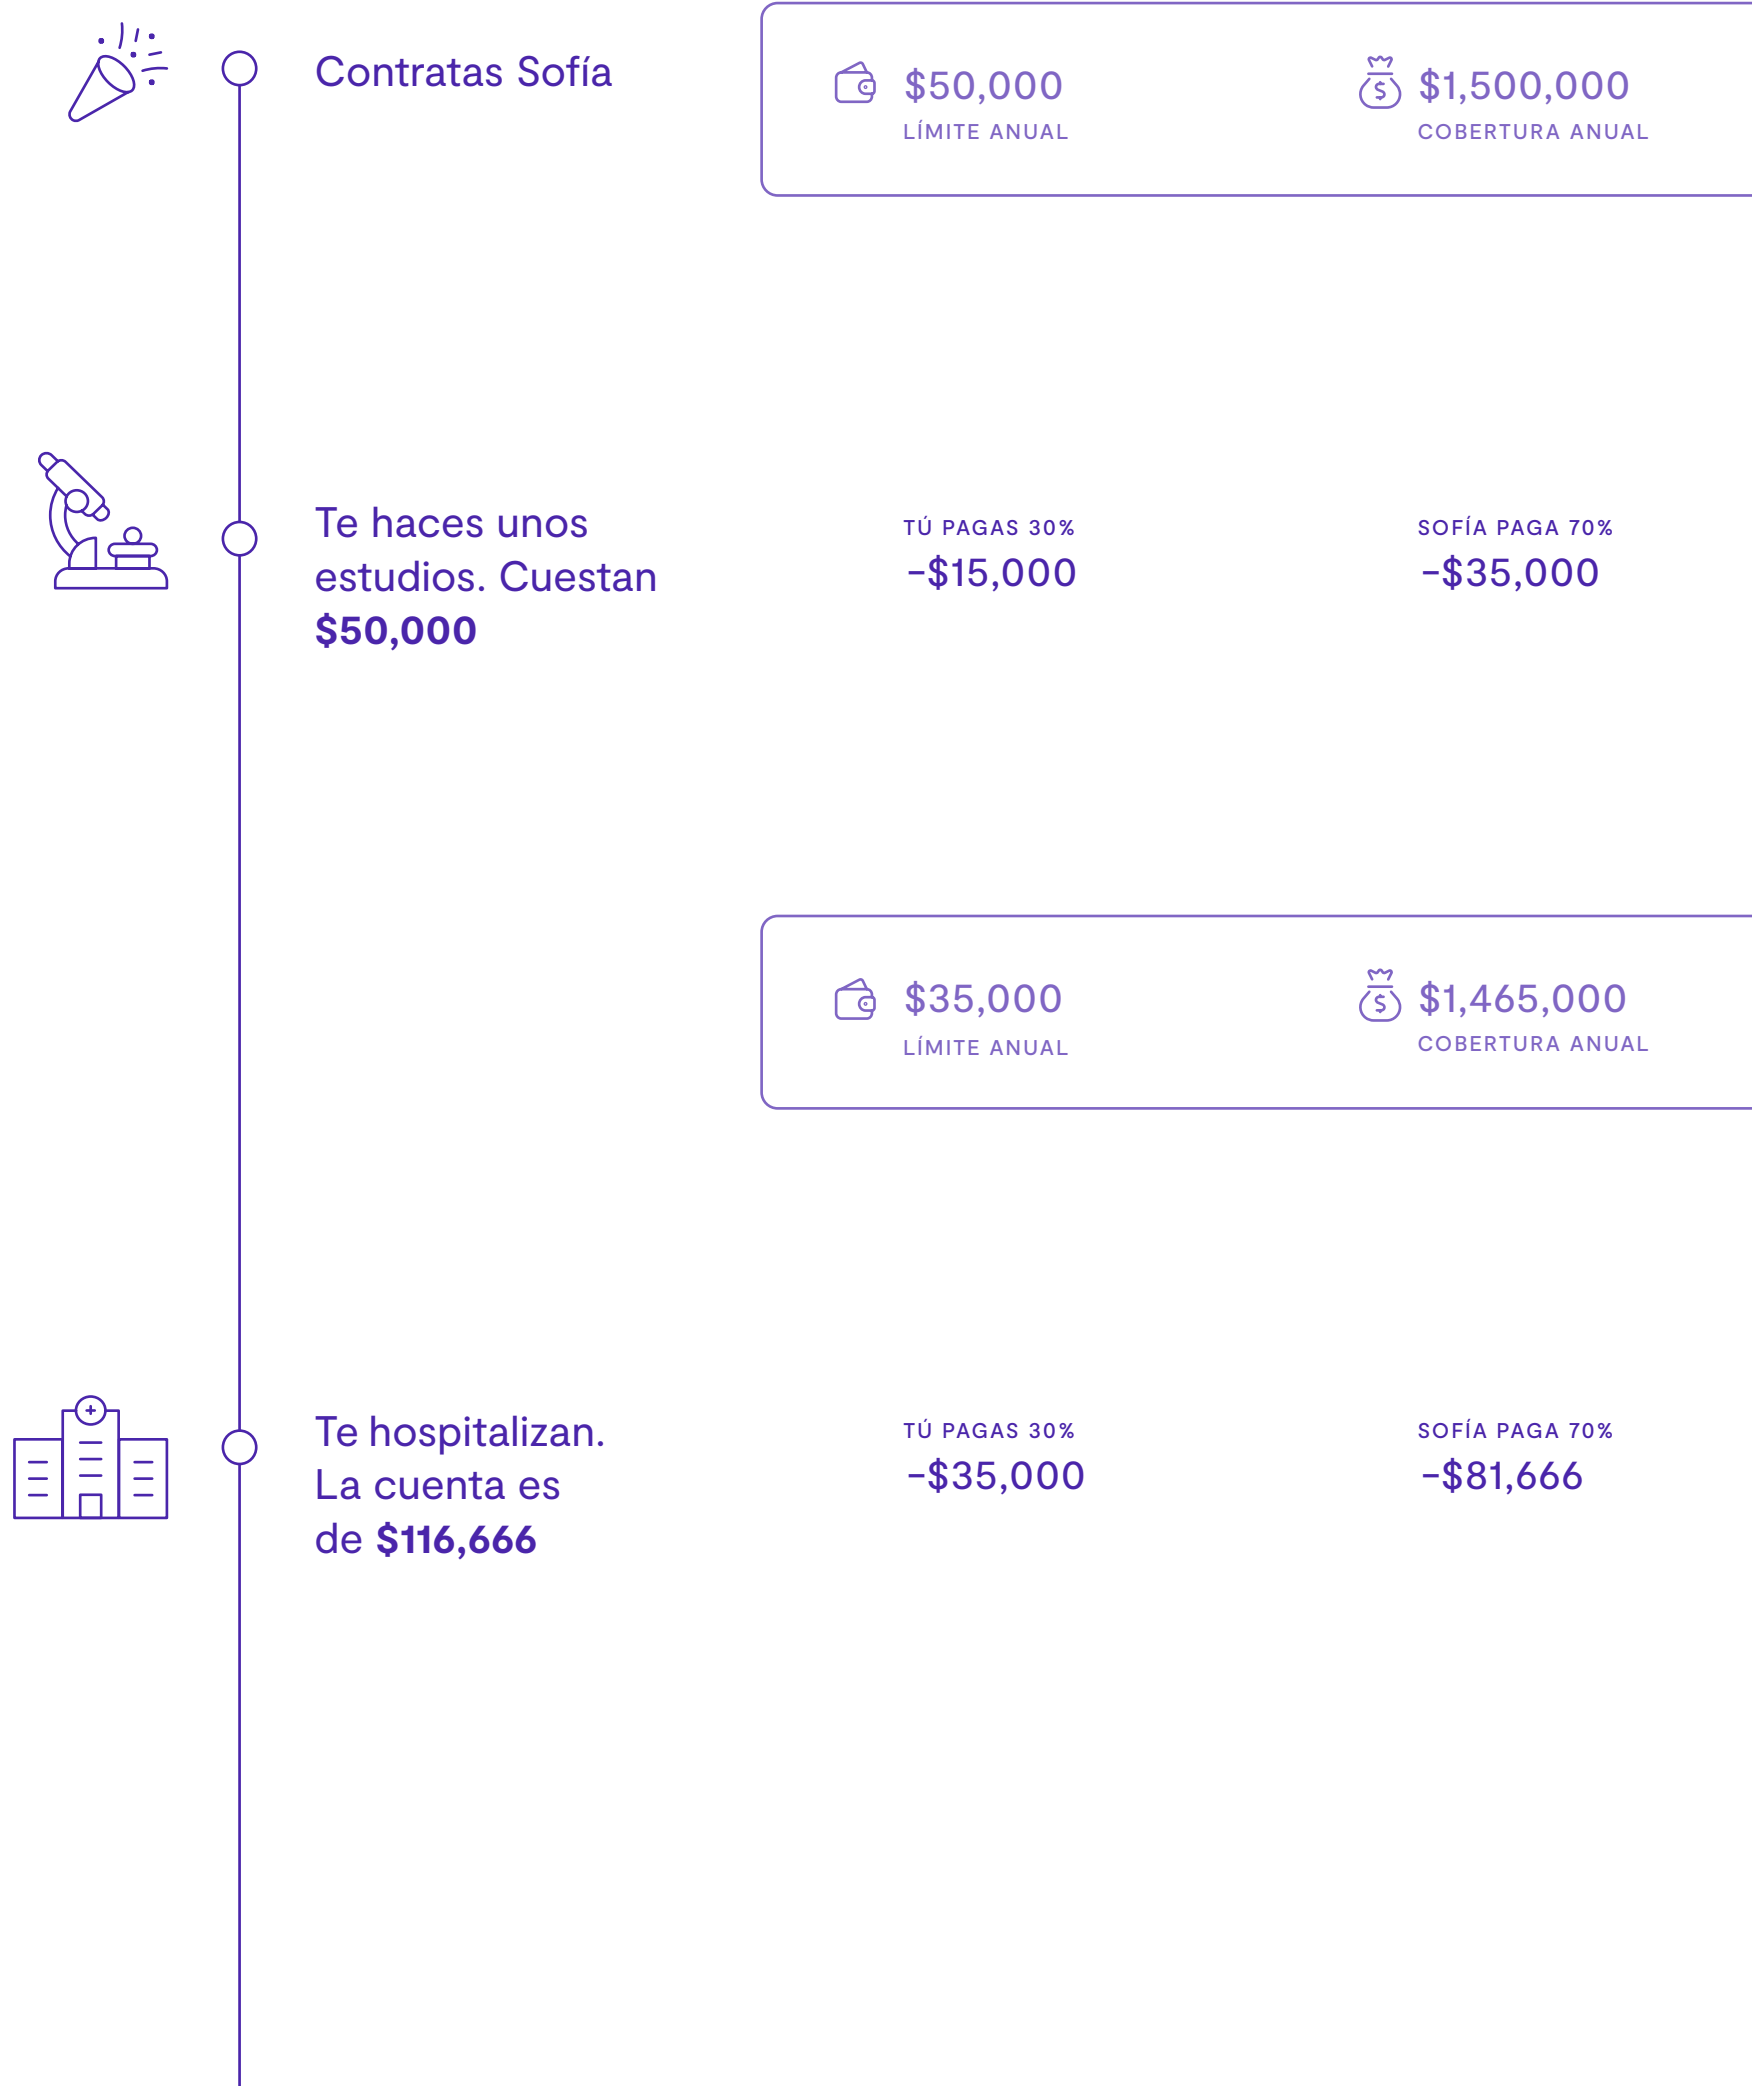 Contratas Sofía
$50,000
LÍMITE ANUAL
$1,500,000
COBERTURA ANUAL
Te haces unos
estudios. Cuestan
$50,000
TÚ PAGAS 30%
-$15,000
SOFÍA PAGA 70%
-$35,000
$35,000
LÍMITE ANUAL
$1,465,000
COBERTURA ANUAL
Te hospitalizan.
La cuenta es
de $116,666
TÚ PAGAS 30%
-$35,000
SOFÍA PAGA 70%
-$81,666